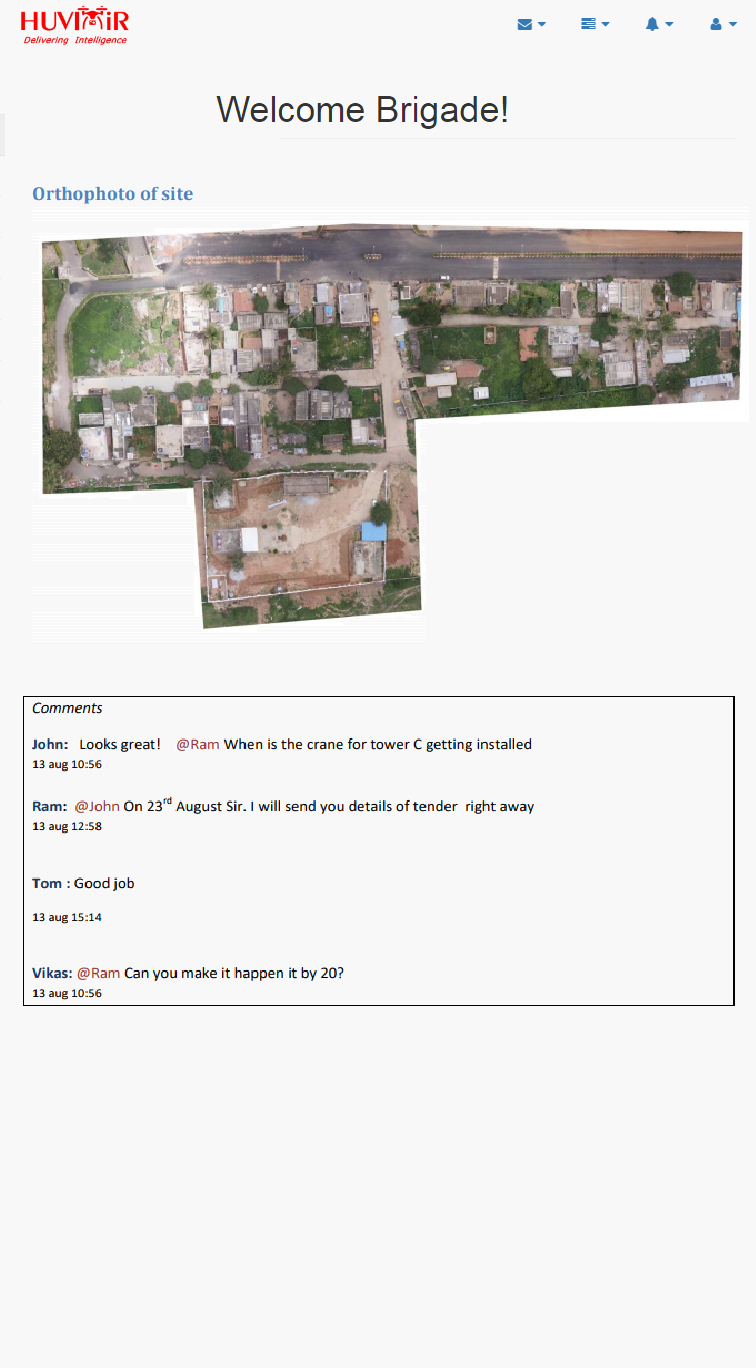 HUVIAiR
Delivering Intelligence
Welcome Brigade!
Orthophoto of site
Comments
John: Looks great! @Ram When is the crane for tower C getting installed
13 aug 10:56
Ram: @John On 23rd August Sir. I will send you details of tender right away
13 aug 12:58
Tom : Good job
13 aug 15:14
Vikas: @Ram Can you make it happen it by 20?
13 aug 10:56